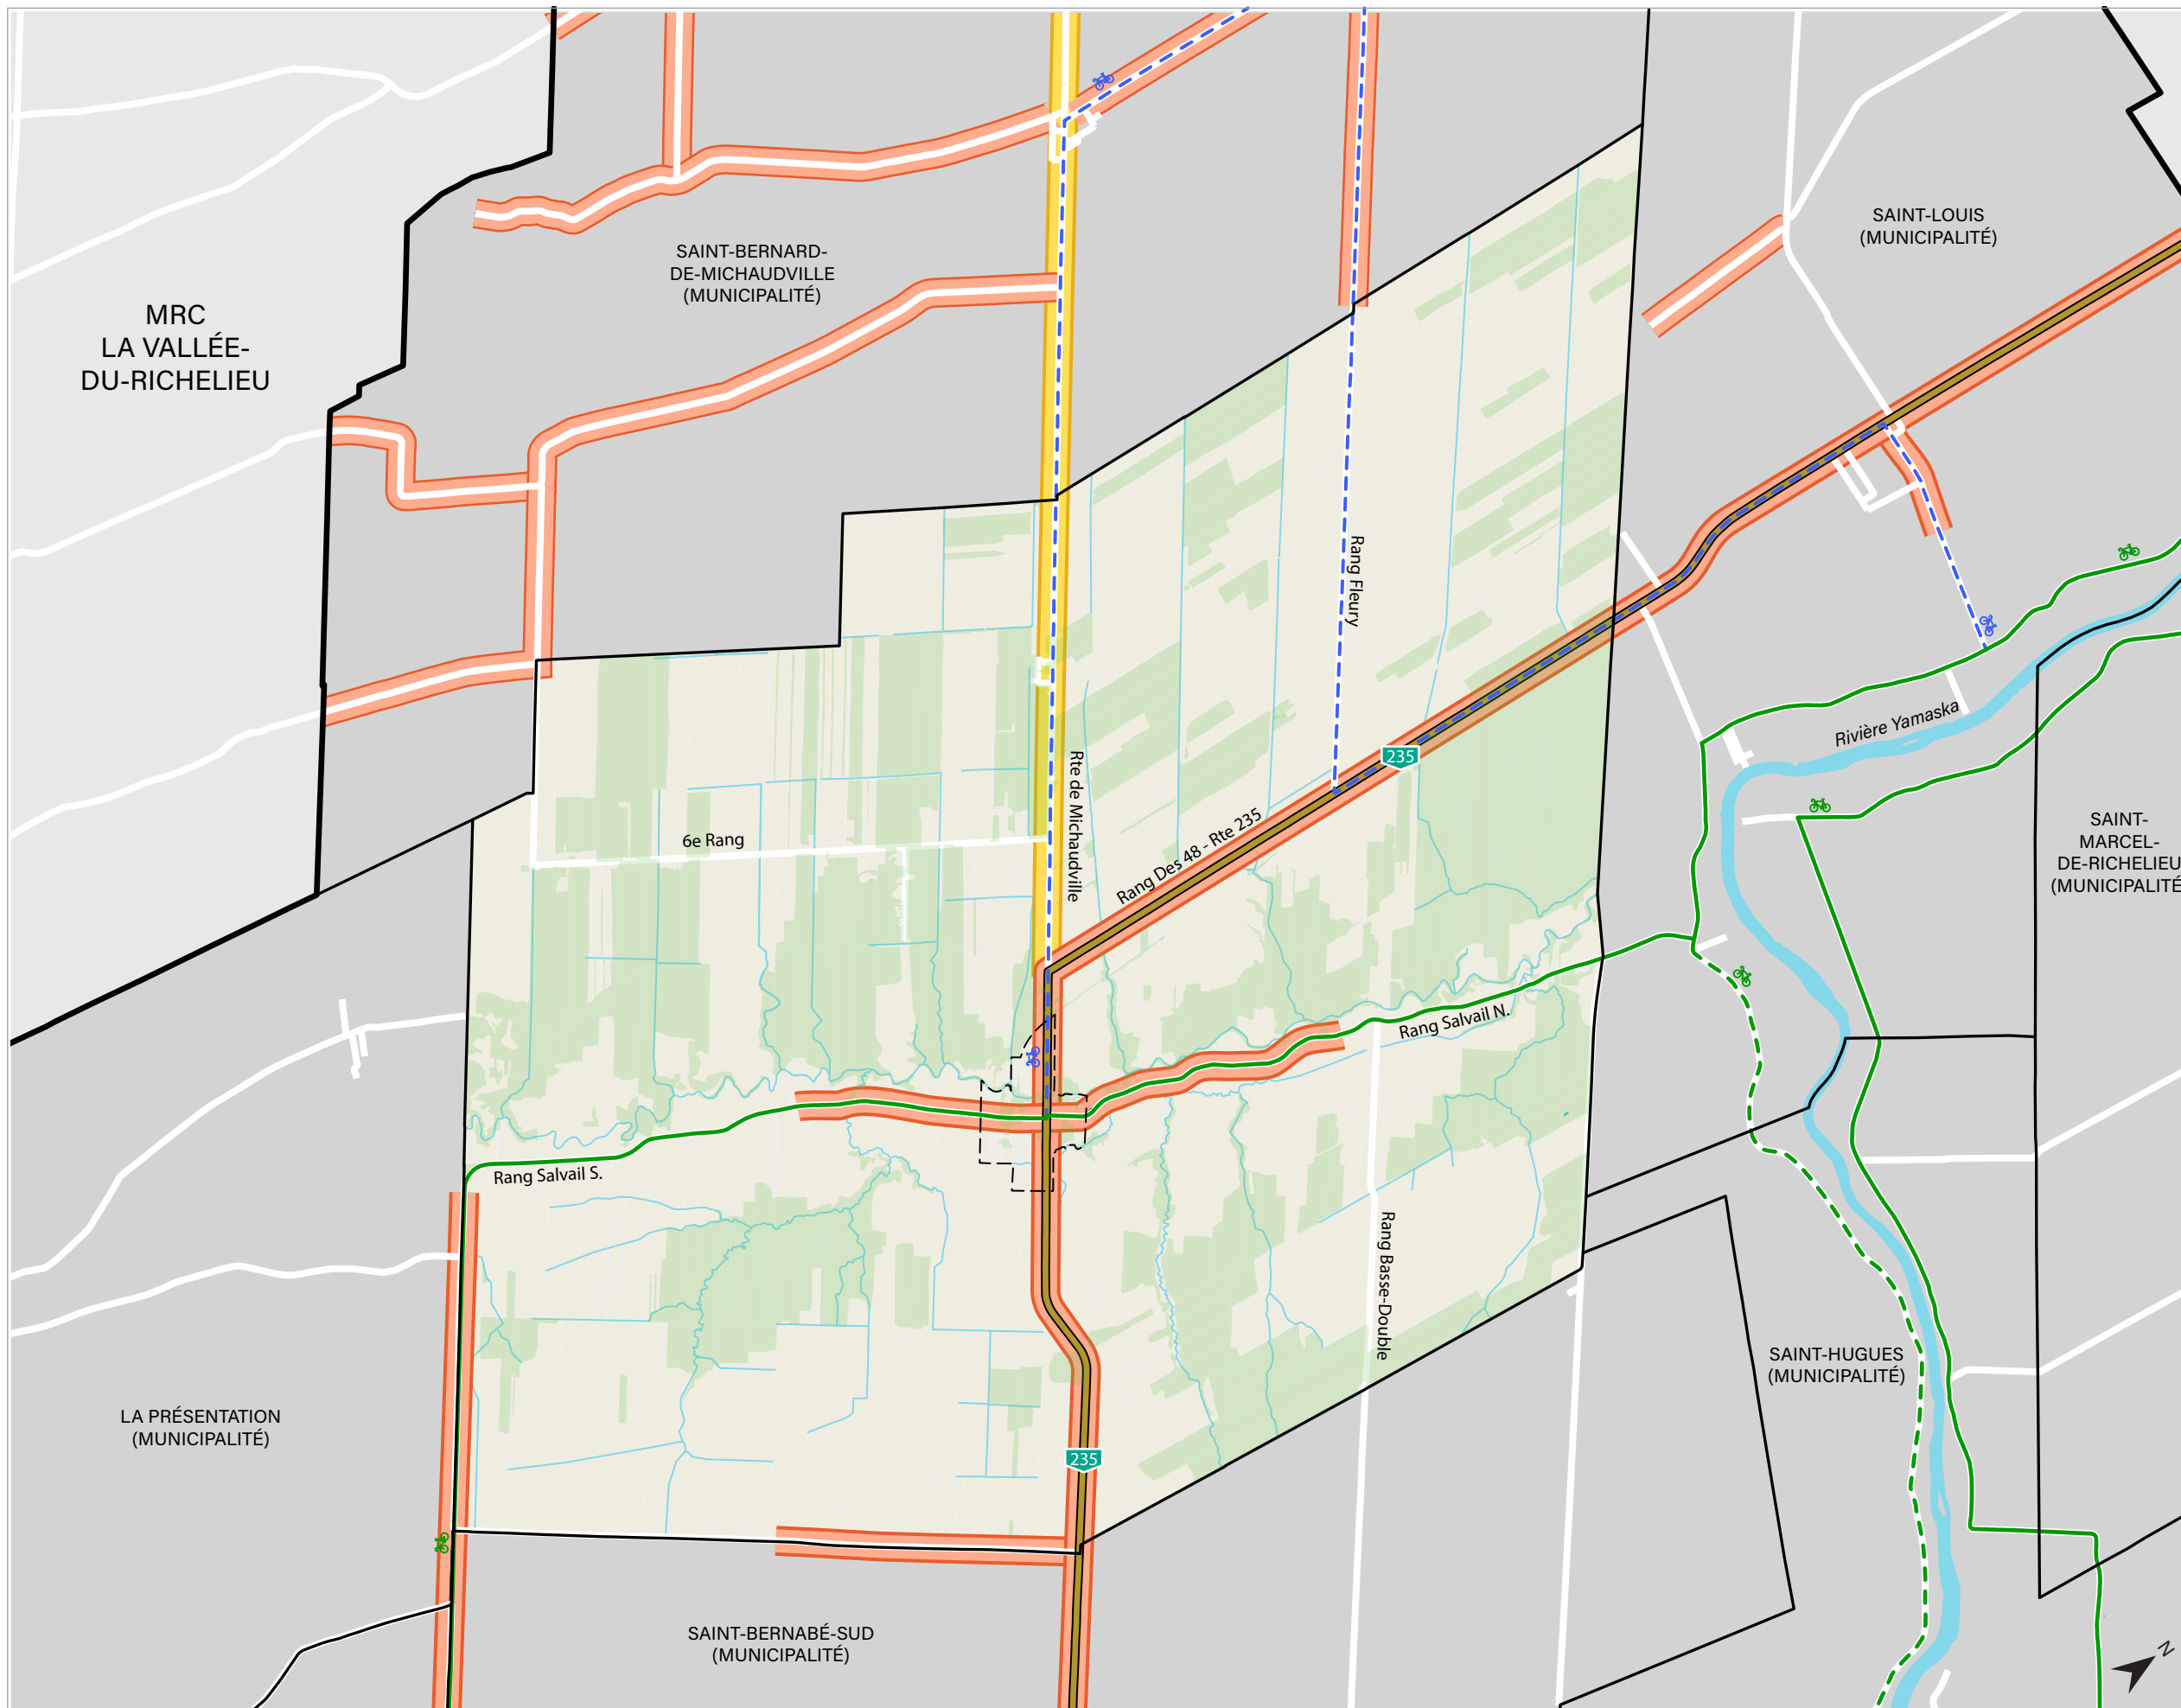 SAINT-LOUIS
(MUNICIPALITÉ)
SAINT-BERNARD-
DE-MICHAUDVILLE
(MUNICIPALITÉ)
MRC
LA VALLÉE-
DU-RICHELIEU
Rang Fleury
Rivière Yamaska
235
Rte de Michaudville
6e Rang
Rang Des 48 - Rte 235
SAINT-
MARCEL-
DE-RICHELIEU
(MUNICIPALITÉ
Rang Salvail N.
Rang Salvail S.
Rang Basse-Double
SAINT-HUGUES
(MUNICIPALITÉ)
LA PRÉSENTATION
(MUNICIPALITÉ)
235
SAINT-BERNABÉ-SUD
(MUNICIPALITÉ)
N